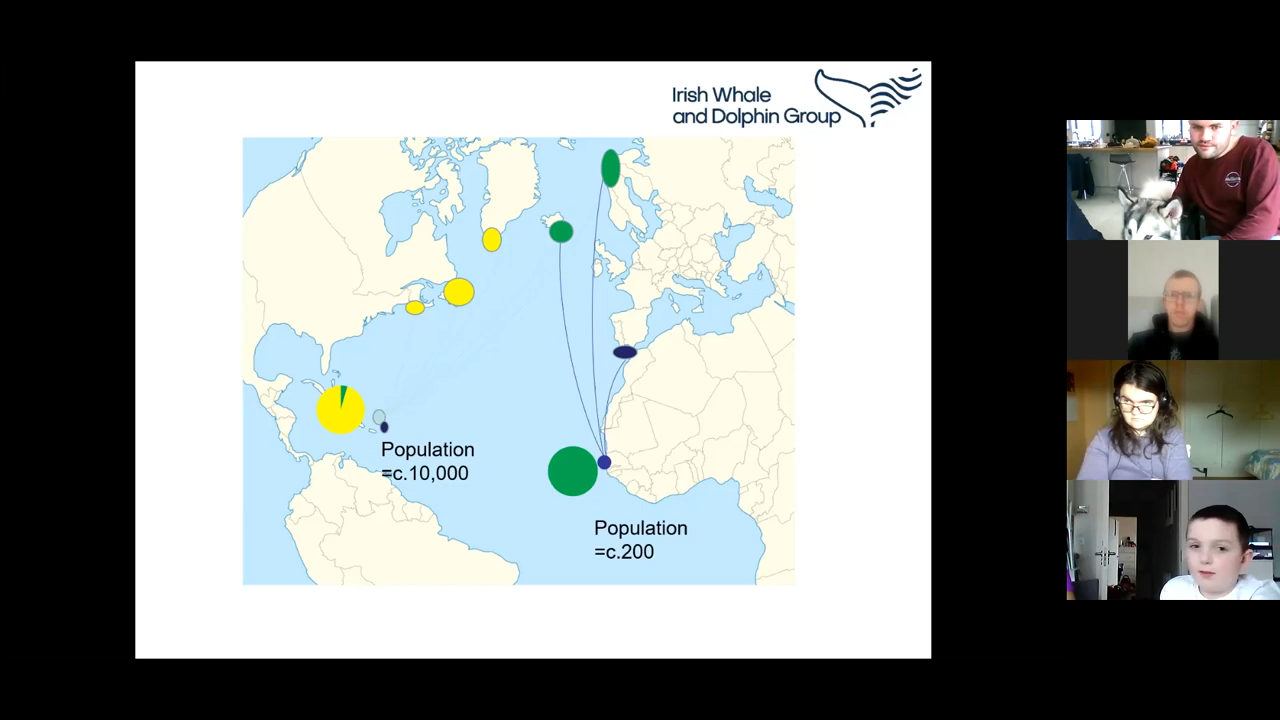 Irish Whale
and Dolphin Group
Population
=c.10,000
Population
=c.200